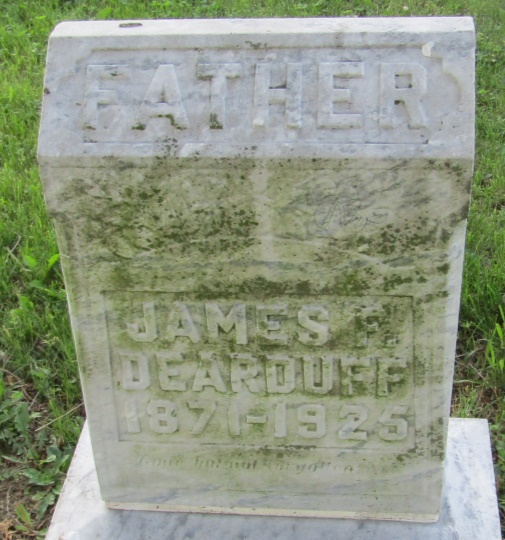 FATHER
JAMES F.
DEARDUFF
1871-1925